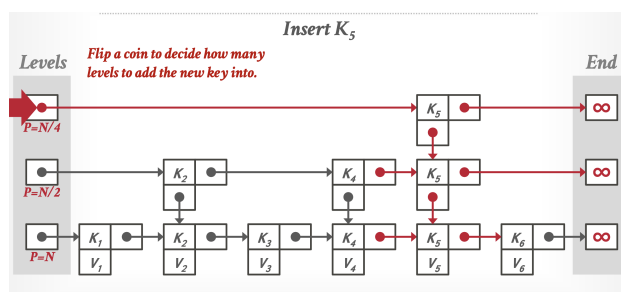 Insert K5
Levels
Flip a coin to decide how many
levels to add the new key into.
End
K5
∞
P=N/4
K2
K4
K5
∞
P=N/2
K1
K2
K3
K4
K5
K6
∞
P=N
V1
V2
V3
V4
V5
V6